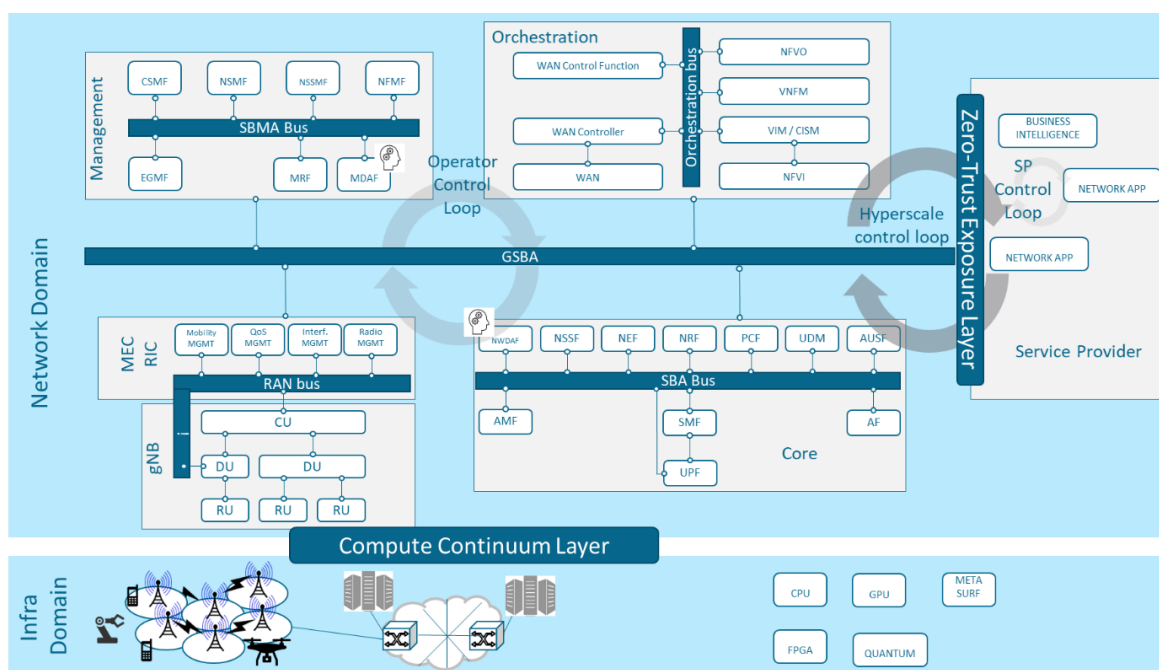 Orchestration
Management
CSMF
NSMF
NSSMF
NFMF
SBMA Bus
EGMF
MRF
MDAF
WAN Control Function
WAN Controller
WAN
Orchestration bus
NFVO
VNFM
VIM / CISM
NFVI
Operator
Control
Loop
Hyperscale
control loop
Zero-Trust Exposure Layer
BUSINESS
INTELLIGENCE
SP
Control
Loop
NETWORK APP
NETWORK APP
Service Provider
Network Domain
GSBA
MEC
RIC
Mobility
MGMT
QoS
MGMT
Interf.
MGMT
Radio
MGMT
RAN bus
i
gNB
CU
DU
DU
RU
RU
RU
NWDAF
NSSF
NEF
NRF
PCF
UDM
AUSF
SBA Bus
AMF
SMF
AF
UPF
Core
Compute Continuum Layer
Infra
Domain
CPU
GPU
META
SURF
FPGA
QUANTUM